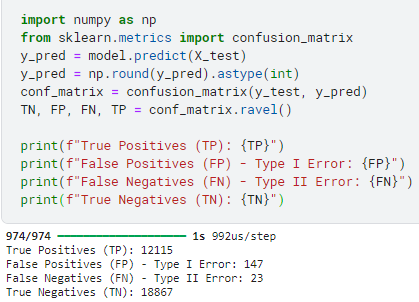 import numpy as np
from sklearn.metrics import confusion_matrix
y_pred = model.predict(X_test)
y_pred = np.round(y_pred).astype(int)
conf_matrix = confusion_matrix(y_test, y_pred)
TN, FP, FN, TP = conf_matrix.ravel()

print(f"True Positives (TP): {TP}")
print(f"False Positives (FP) - Type I Error: {FP}")
print(f"False Negatives (FN) - Type II Error: {FN}")
print(f"True Negatives (TN): {TN}")
974/974 ━━━━━━━━━━━━━━━━━━━━ 1s 992us/step
True Positives (TP): 12115
False Positives (FP) - Type I Error: 147
False Negatives (FN) - Type II Error: 23
True Negatives (TN): 18867